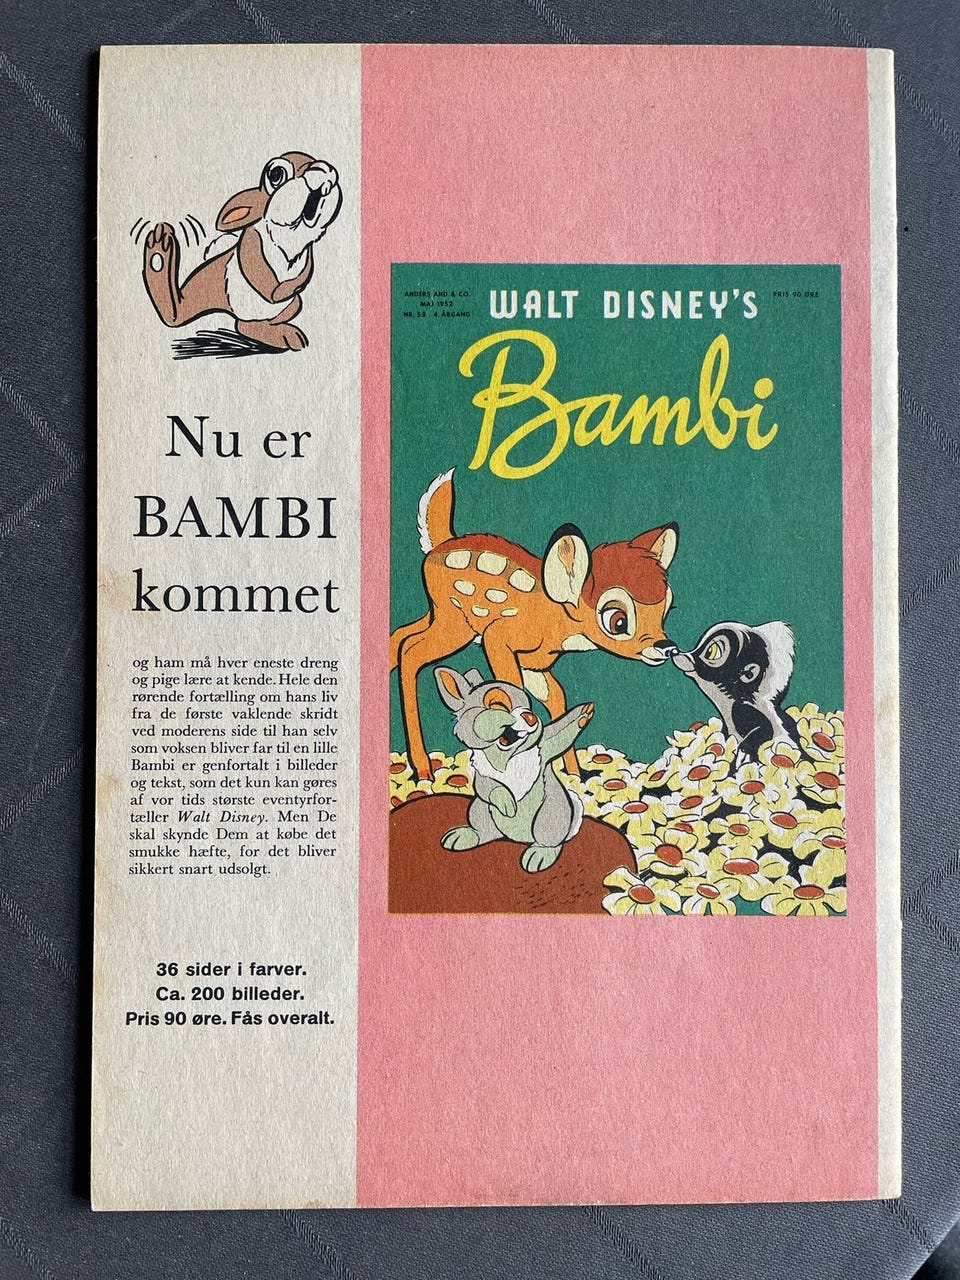 Nu er
BAMBI
kommet
og ham må hver eneste dreng
og pige lære at kende. Hele den
rørende fortælling om hans liv
fra de første vaklende skridt
ved moderens side til han selv
som voksen bliver far til en lille
Bambi er genfortalt i billeder
og tekst, som det kun kan gøres
af vor tids største eventyrfor-
tæller Walt Disney. Men De
skal skynde Dem at købe det
smukke hæfte, for det bliver
sikkert snart udsolgt.
36 sider i farver.
Ca. 200 billeder.
Pris 90 øre. Fås overalt.
ANDERS AND & CO.
MAJ 1952
NR. 58 4 ÅRGANG
WALT DISNEY'S
PRIS 90 ØRE
Bambi